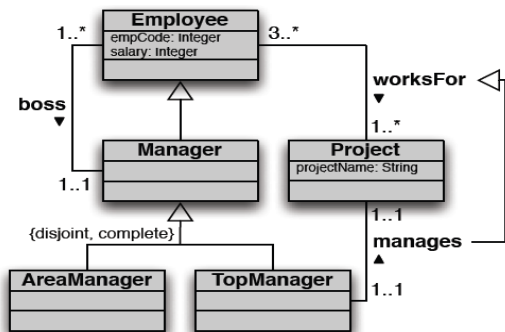 Employee
empCode: Integer
salary: Integer
1..*
3..*
boss
▼
worksFor
▼
1..*
1..1
Manager
Project
projectName: String
{disjoint, complete}
1..1
manages
▲
1..1
AreaManager
TopManager